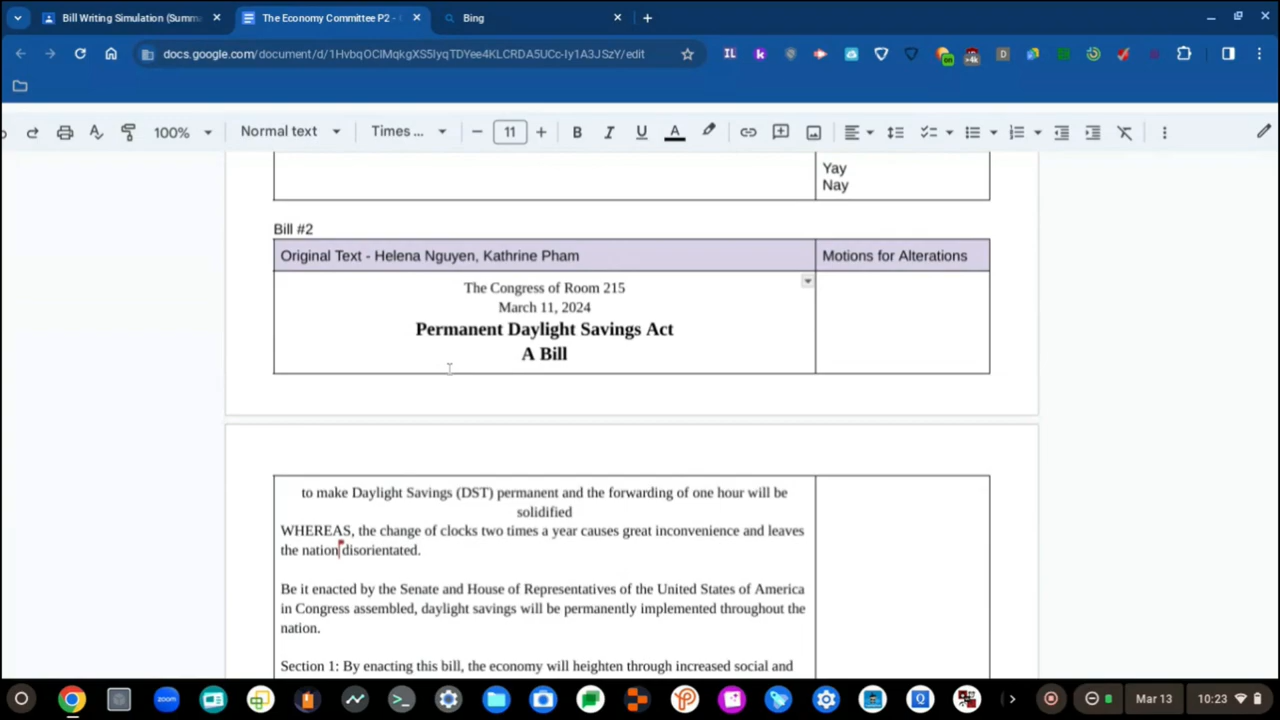 Bill Writing Simulation (Summ
The Economy Committee P2 -
Bing
docs.google.com/document/d/1HvbqOClMqkgXS5IyqTDYee4KLCRDA5UCc-Iy1A3JSzY/edit
100%
Normal text
Times ...
11
Yay
Nay
Bill #2
Original Text - Helena Nguyen, Kathrine Pham
Motions for Alterations
The Congress of Room 215
March 11, 2024
Permanent Daylight Savings Act
A Bill
to make Daylight Savings (DST) permanent and the forwarding of one hour will be
solidified
WHEREAS, the change of clocks two times a year causes great inconvenience and leaves
the nation disorientated.
Be it enacted by the Senate and House of Representatives of the United States of America
in Congress assembled, daylight savings will be permanently implemented throughout the
nation.
Section 1: By enacting this bill, the economy will heighten through increased social and
zoom
Mar 13
10:23